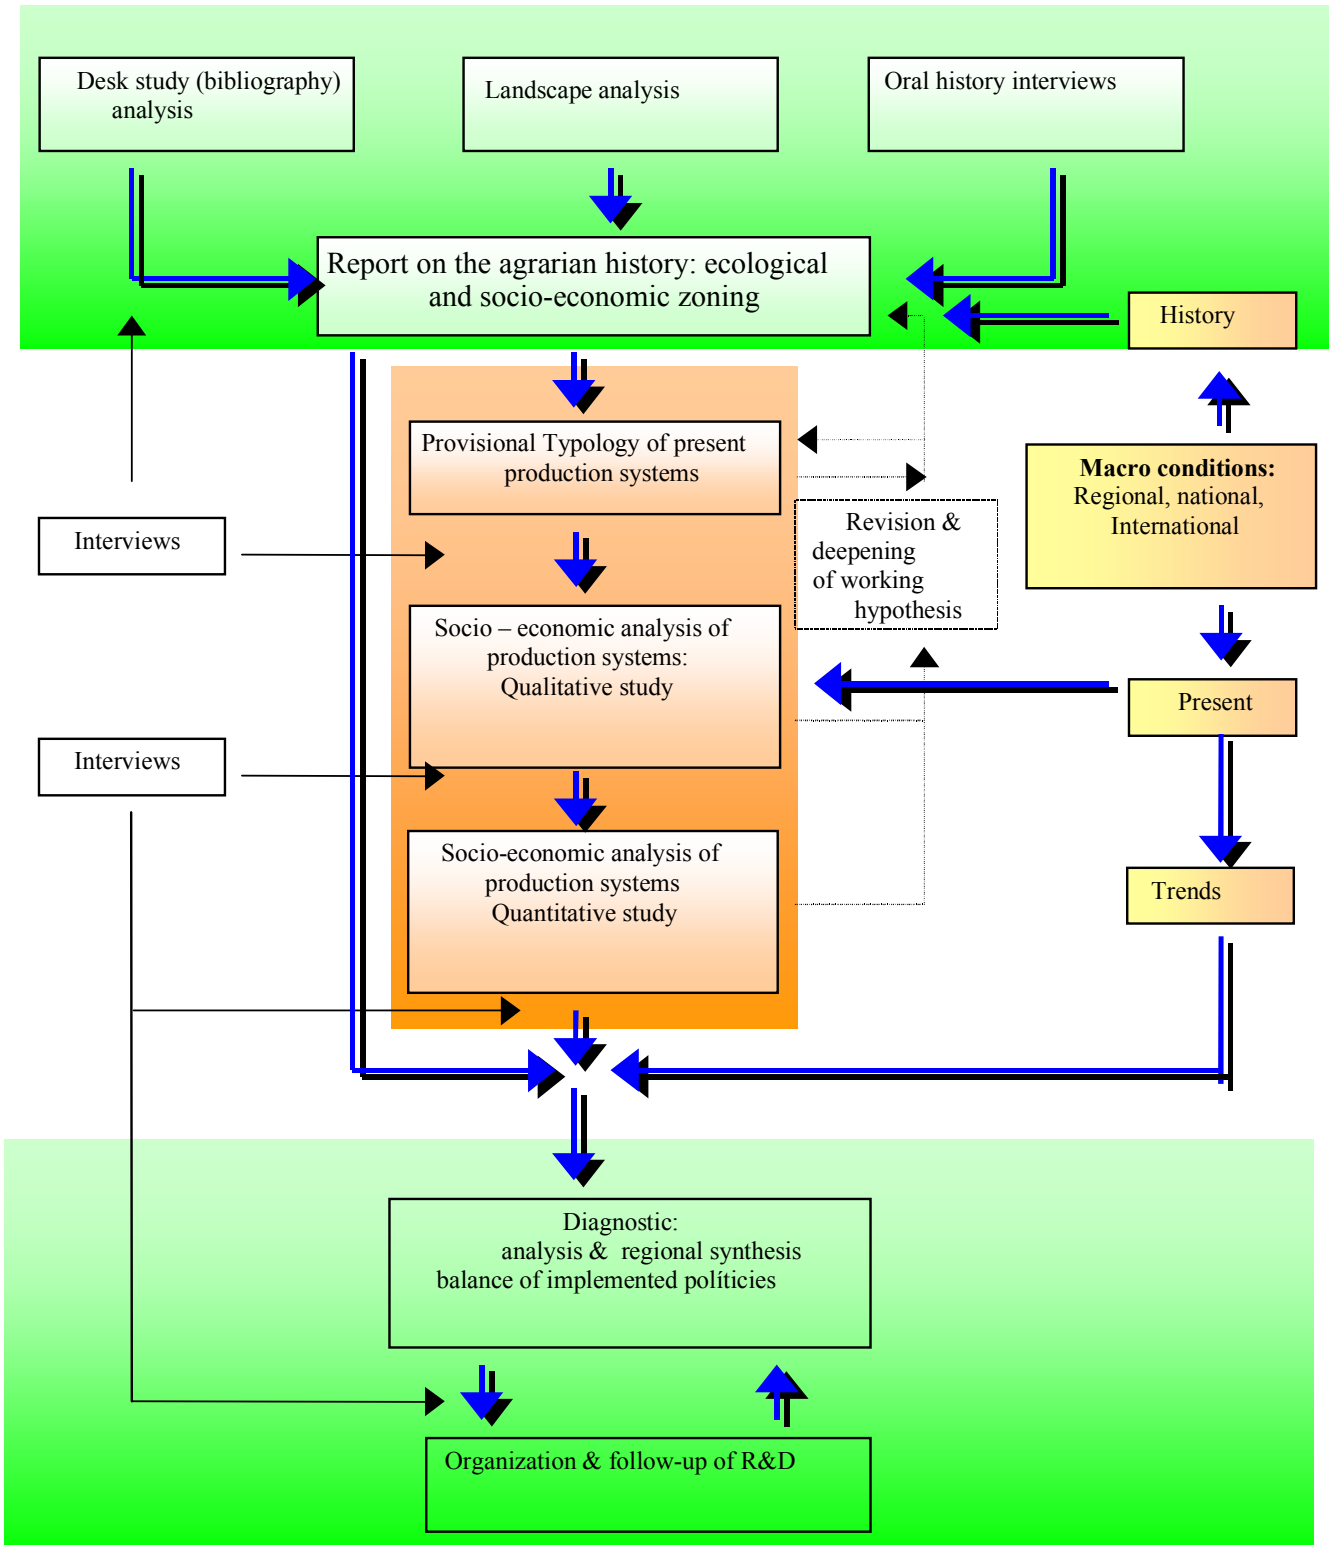 Desk study (bibliography)
analysis
Landscape analysis
Oral history interviews
Report on the agrarian history: ecological
and socio-economic zoning
History
Provisional Typology of present
production systems
Macro conditions:
Regional, national,
International
Interviews
Revision &
deepening
of working
hypothesis
Socio – economic analysis of
production systems:
Qualitative study
Present
Interviews
Socio-economic analysis of
production systems
Quantitative study
Trends
Diagnostic:
analysis & regional synthesis
balance of implemented políticies
Organization & follow-up of R&D